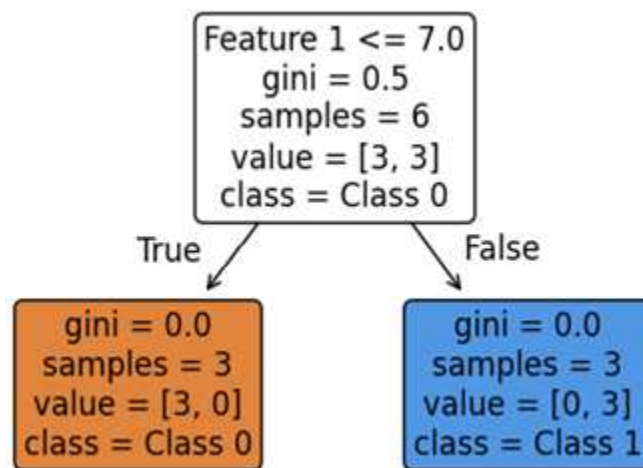 Feature 1 <= 7.0
gini = 0.5
samples = 6
value = [3, 3]
class = Class 0
True
False
gini = 0.0
samples = 3
value = [3, 0]
class = Class 0
gini = 0.0
samples = 3
value = [0, 3]
class = Class 1